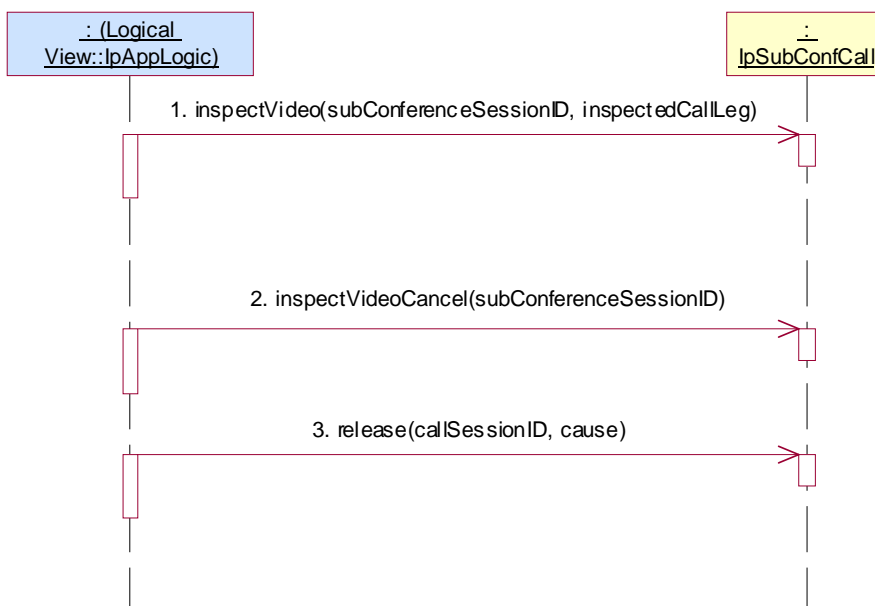 : (Logical
View::IpAppLogic)
:
IpSubConfCall
1. inspectVideo(subConferenceSessionID, inspectedCallLeg)
2. inspectVideoCancel(subConferenceSessionID)
3. release(callSessionID, cause)